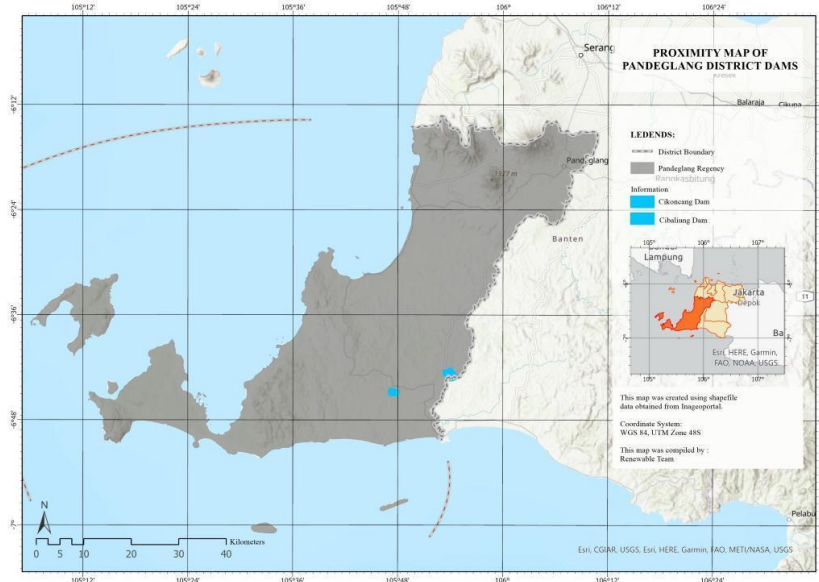 105°12'
105°24'
105°36'
105°48'
106°
106°12'
106°24'
Serang
PROXIMITY MAP OF
PANDEGLANG DISTRICT DAMS
-6°12'
Balaraja
Cikupa
LEDENDS:
District Boundary
Pandeglang
Pandeglang Regency
Rangkasbitung
1327 m
Information
Cikoncang Dam
-6°24'
Cibaliung Dam
Banten
105°
106°
107°
Lampung
Jakarta
Depok
11
-6°36'
Ba
Esri, HERE, Garmin,
FAO, NOAA, USGS
105°
106°
107°
This map was created using shapefile
data obtained from Inageoportal.
-6°48'
Coordinate System:
WGS 84, UTM Zone 48S
This map was compiled by :
Renewable Team
N
Kilometers
0 5 10 20 30 40
-7°
Pelabu
Esri, CGIAR, USGS, Esri, HERE, Garmin, FAO, METI/NASA, USGS
105°12'
105°24'
105°36'
105°48'
106°
106°12'
106°24'